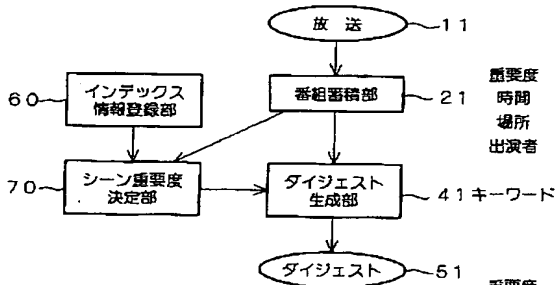 放送
11
インデックス
情報登録部
60
番組蓄積部
21
重要度
時間
場所
出演者
シーン重要度
決定部
70
ダイジェスト
生成部
41
キーワード
ダイジェスト
51
重要度